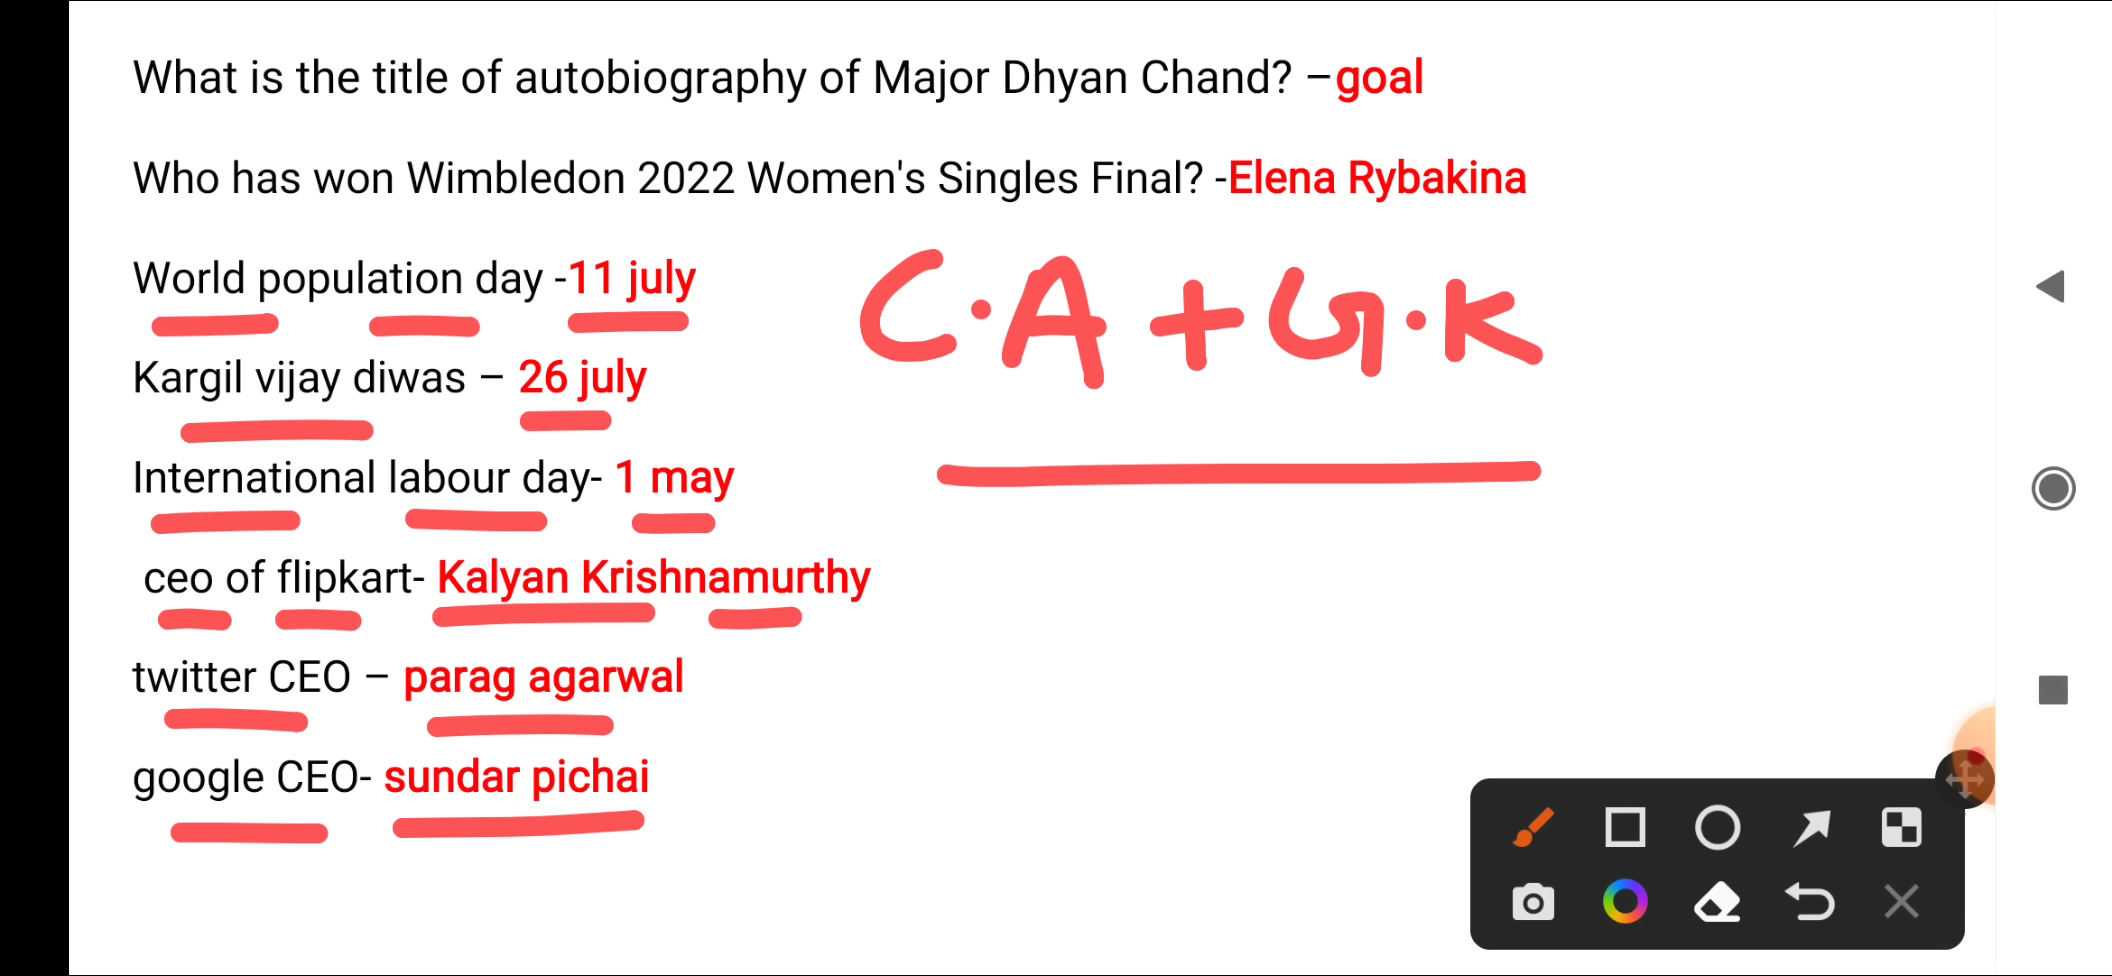 What is the title of autobiography of Major Dhyan Chand? –goal
Who has won Wimbledon 2022 Women's Singles Final? -Elena Rybakina
World population day -11 july
C.A + G.K
Kargil vijay diwas – 26 july
International labour day- 1 may
ceo of flipkart- Kalyan Krishnamurthy
twitter CEO – parag agarwal
google CEO- sundar pichai